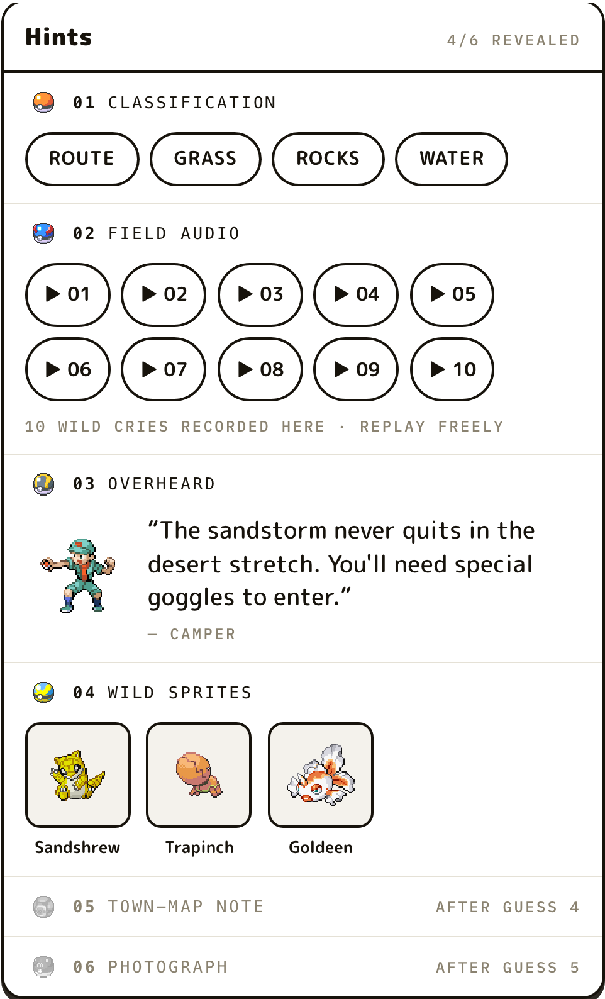 Hints
4/6 REVEALED
01 CLASSIFICATION
ROUTE GRASS ROCKS WATER
02 FIELD AUDIO
▶ 01 ▶ 02 ▶ 03 ▶ 04 ▶ 05
▶ 06 ▶ 07 ▶ 08 ▶ 09 ▶ 10
10 WILD CRIES RECORDED HERE · REPLAY FREELY
03 OVERHEARD
“The sandstorm never quits in the
desert stretch. You'll need special
goggles to enter.”
— CAMPER
04 WILD SPRITES
Sandshrew Trapinch Goldeen
05 TOWN-MAP NOTE AFTER GUESS 4
06 PHOTOGRAPH AFTER GUESS 5